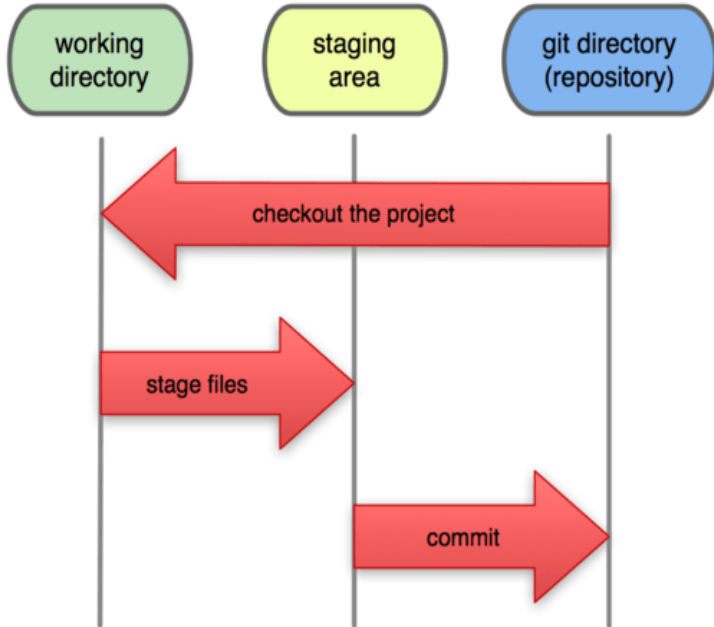 working
directory
staging
area
git directory
(repository)
checkout the project
stage files
commit